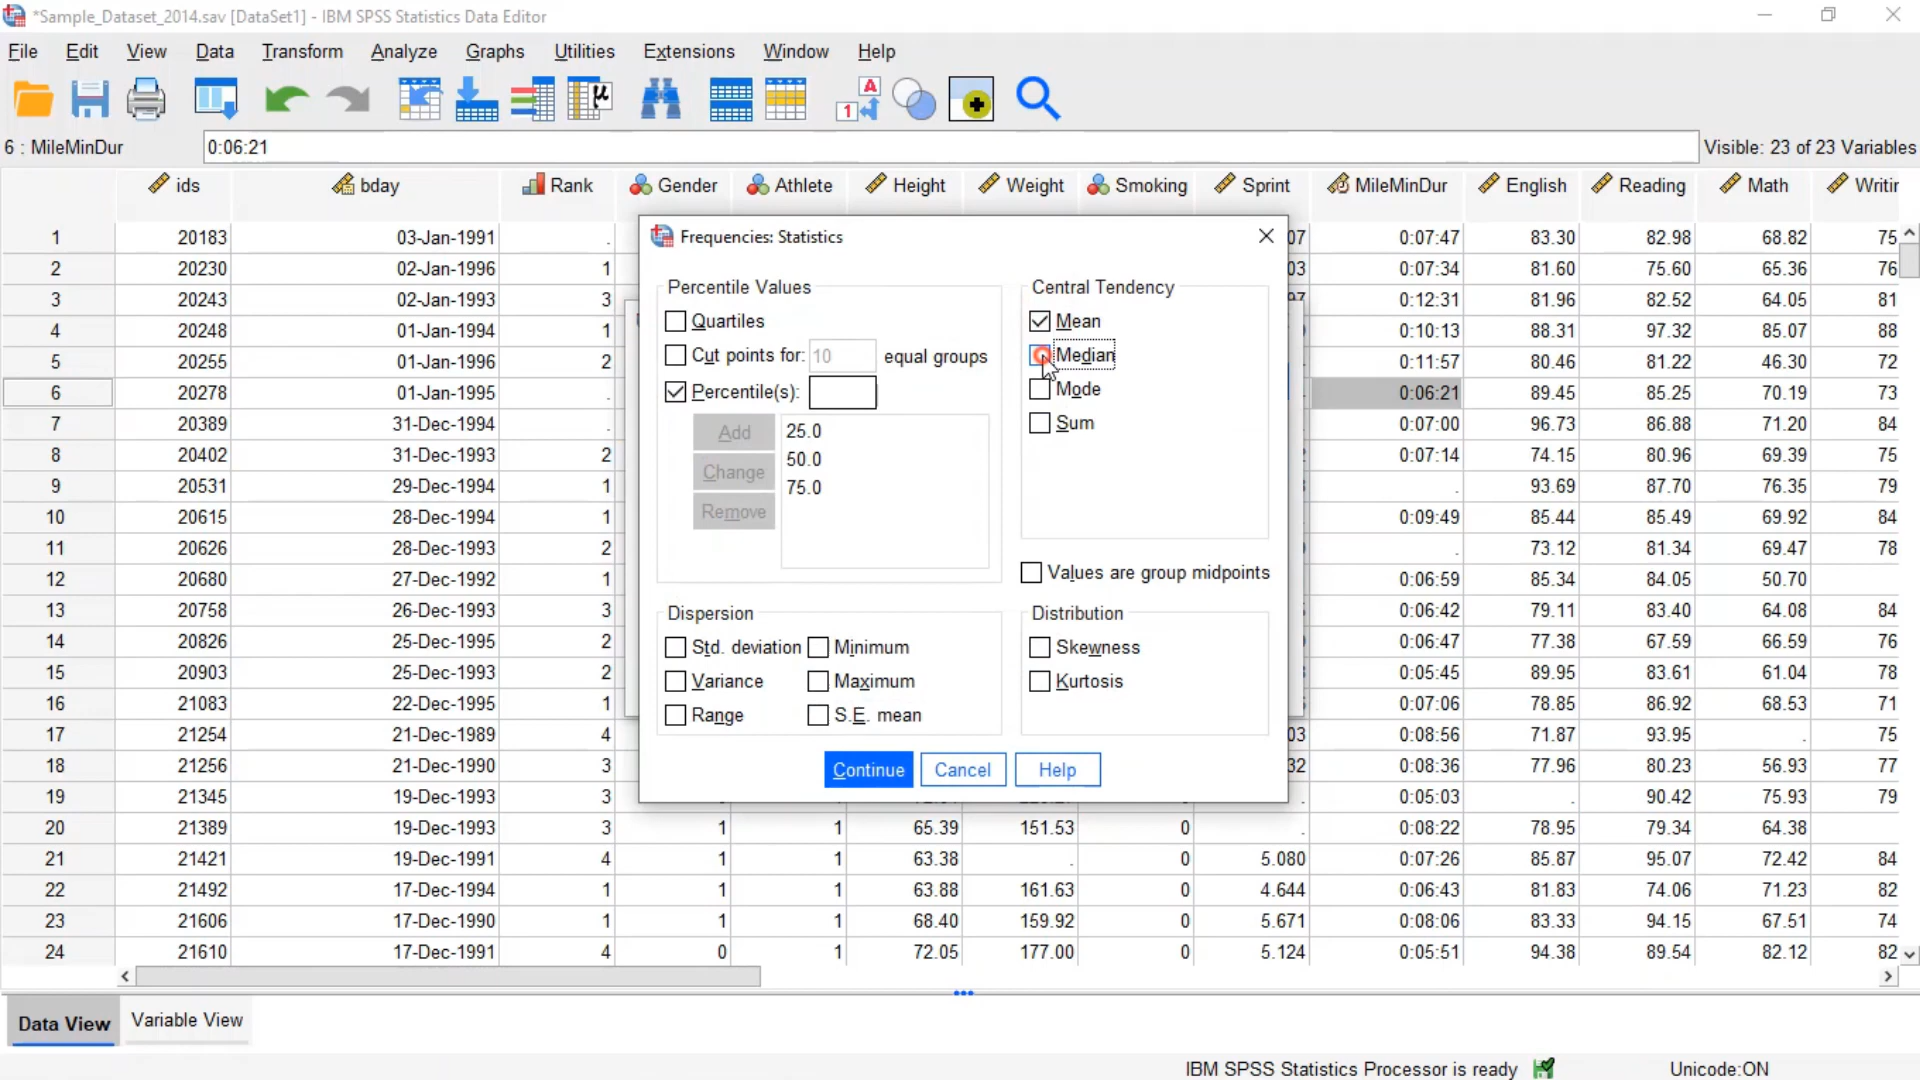 *Sample_Dataset_2014.sav [DataSet1] - IBM SPSS Statistics Data Editor
File Edit View Data Transform Analyze Graphs Utilities Extensions Window Help
6 : MileMinDur 0:06:21 Visible: 23 of 23 Variables
ids bday Rank Gender Athlete Height Weight Smoking Sprint MileMinDur English Reading Math Writin
1 20183 03-Jan-1991 . 07 0:07:47 83.30 82.98 68.82 75
2 20230 02-Jan-1996 1 03 0:07:34 81.60 75.60 65.36 76
3 20243 02-Jan-1993 3 97 0:12:31 81.96 82.52 64.05 81
4 20248 01-Jan-1994 1 0:10:13 88.31 97.32 85.07 88
5 20255 01-Jan-1996 2 0:11:57 80.46 81.22 46.30 72
6 20278 01-Jan-1995 . 0:06:21 89.45 85.25 70.19 73
7 20389 31-Dec-1994 . 0:07:00 96.73 86.88 71.20 84
8 20402 31-Dec-1993 2 0:07:14 74.15 80.96 69.39 75
9 20531 29-Dec-1994 1 . 93.69 87.70 76.35 79
10 20615 28-Dec-1994 1 0:09:49 85.44 85.49 69.92 84
11 20626 28-Dec-1993 2 . 73.12 81.34 69.47 78
12 20680 27-Dec-1992 1 0:06:59 85.34 84.05 50.70
13 20758 26-Dec-1993 3 0:06:42 79.11 83.40 64.08 84
14 20826 25-Dec-1995 2 0:06:47 77.38 67.59 66.59 76
15 20903 25-Dec-1993 2 0:05:45 89.95 83.61 61.04 78
16 21083 22-Dec-1995 1 0:07:06 78.85 86.92 68.53 71
17 21254 21-Dec-1989 4 03 0:08:56 71.87 93.95 . 75
18 21256 21-Dec-1990 3 32 0:08:36 77.96 80.23 56.93 77
19 21345 19-Dec-1993 3 . 0:05:03 . 90.42 75.93 79
20 21389 19-Dec-1993 3 1 1 65.39 151.53 0 . 0:08:22 78.95 79.34 64.38
21 21421 19-Dec-1991 4 1 1 63.38 . 0 5.080 0:07:26 85.87 95.07 72.42 84
22 21492 17-Dec-1994 1 1 1 63.88 161.63 0 4.644 0:06:43 81.83 74.06 71.23 82
23 21606 17-Dec-1990 1 1 1 68.40 159.92 0 5.671 0:08:06 83.33 94.15 67.51 74
24 21610 17-Dec-1991 4 0 1 72.05 177.00 0 5.124 0:05:51 94.38 89.54 82.12 82
Frequencies: Statistics
Percentile Values
Quartiles
Cut points for: 10 equal groups
Percentile(s):
Add
Change
Remove
25.0
50.0
75.0
Central Tendency
Mean
Median
Mode
Sum
Values are group midpoints
Dispersion
Std. deviation Minimum
Variance Maximum
Range S.E. mean
Distribution
Skewness
Kurtosis
Continue Cancel Help
Data View Variable View
IBM SPSS Statistics Processor is ready Unicode:ON